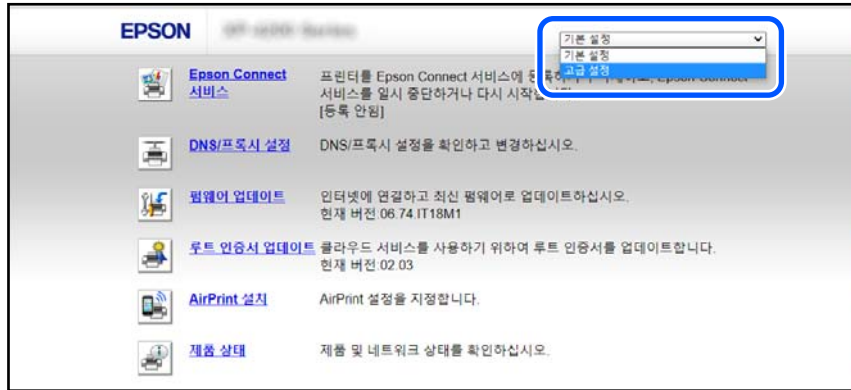 EPSON
기본 설정
기본 설정
고급 설정
Epson Connect 서비스
프린터를 Epson Connect 서비스에
서비스를 일시 중단하거나 다시
[등록 안됨]
DNS/프록시 설정
DNS/프록시 설정을 확인하고 변경하십시오.
펌웨어 업데이트
인터넷에 연결하고 최신 펌웨어로 업데이트하십시오.
현재 버전:06.74.IT18M1
루트 인증서 업데이트
클라우드 서비스를 사용하기 위하여 루트 인증서를 업데이트합니다.
현재 버전:02.03
AirPrint 설치
AirPrint 설정을 지정합니다.
제품 상태
제품 및 네트워크 상태를 확인하십시오.